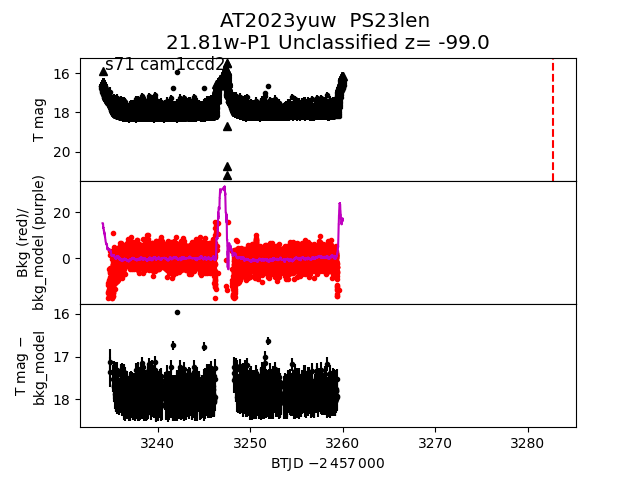 AT2023yuw  PS23len
21.81w-P1 Unclassified z= -99.0
s71 cam1ccd2
T mag
16
18
20
Bkg (red)/
bkg_model (purple)
20
0
T mag −
bkg_model
16
17
18
3240
3250
3260
3270
3280
BTJD −2 457 000